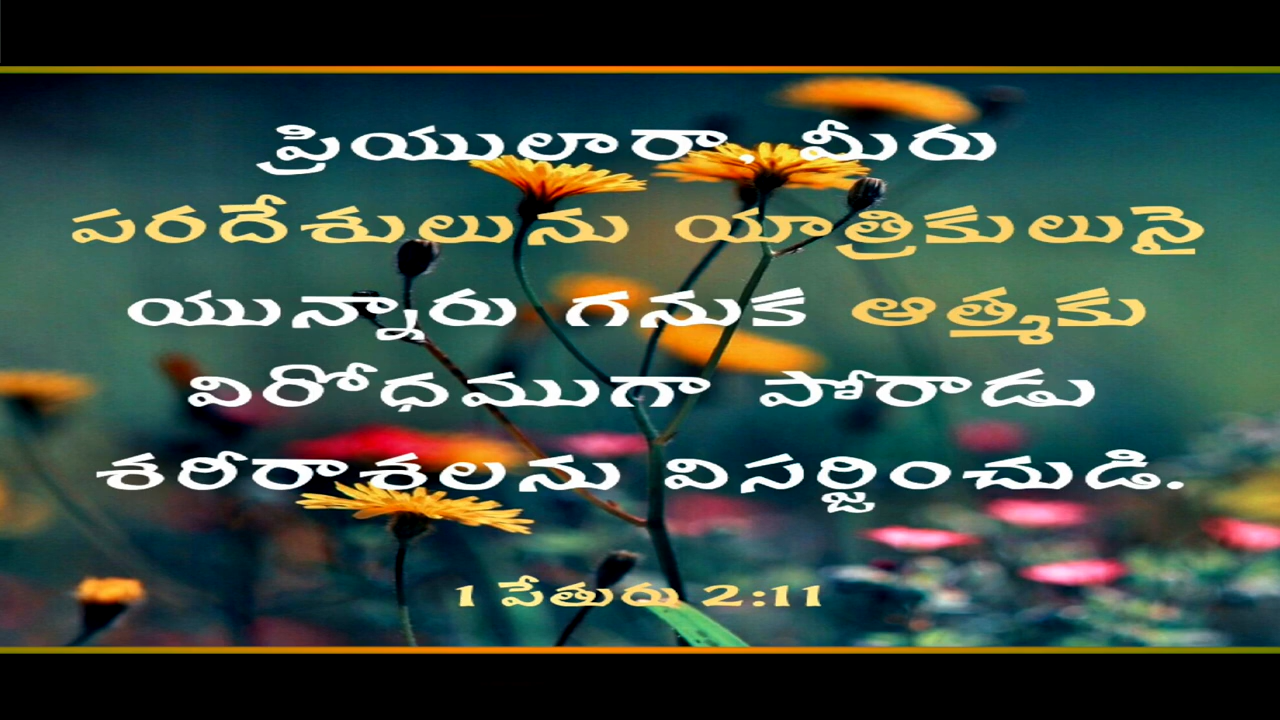 ప్రియులారా, మీరు
పరదేశులును యాత్రికులునై
యున్నారు గనుక ఆత్మకు
విరోధముగా పోరాడు
శరీరాశలను విసర్జించుడి.
1 పేతురు 2:11